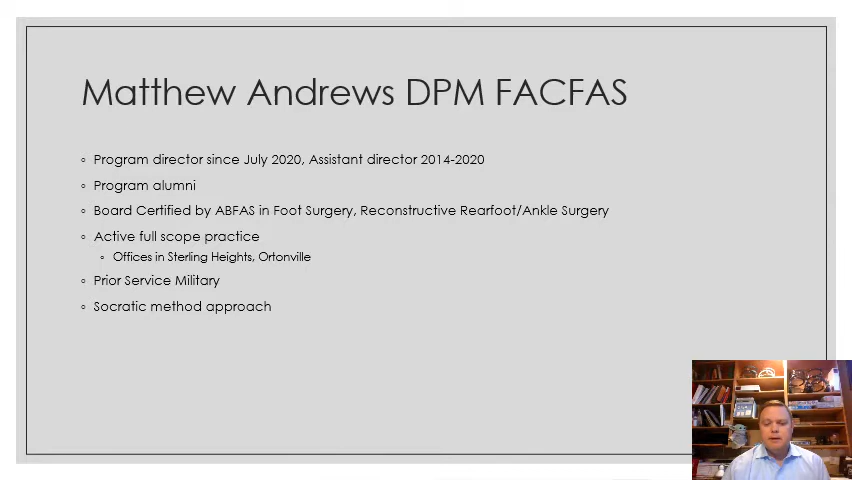 Matthew Andrews DPM FACFAS
◦ Program director since July 2020, Assistant director 2014-2020
◦ Program alumni
◦ Board Certified by ABFAS in Foot Surgery, Reconstructive Rearfoot/Ankle Surgery
◦ Active full scope practice
◦ Offices in Sterling Heights, Ortonville
◦ Prior Service Military
◦ Socratic method approach